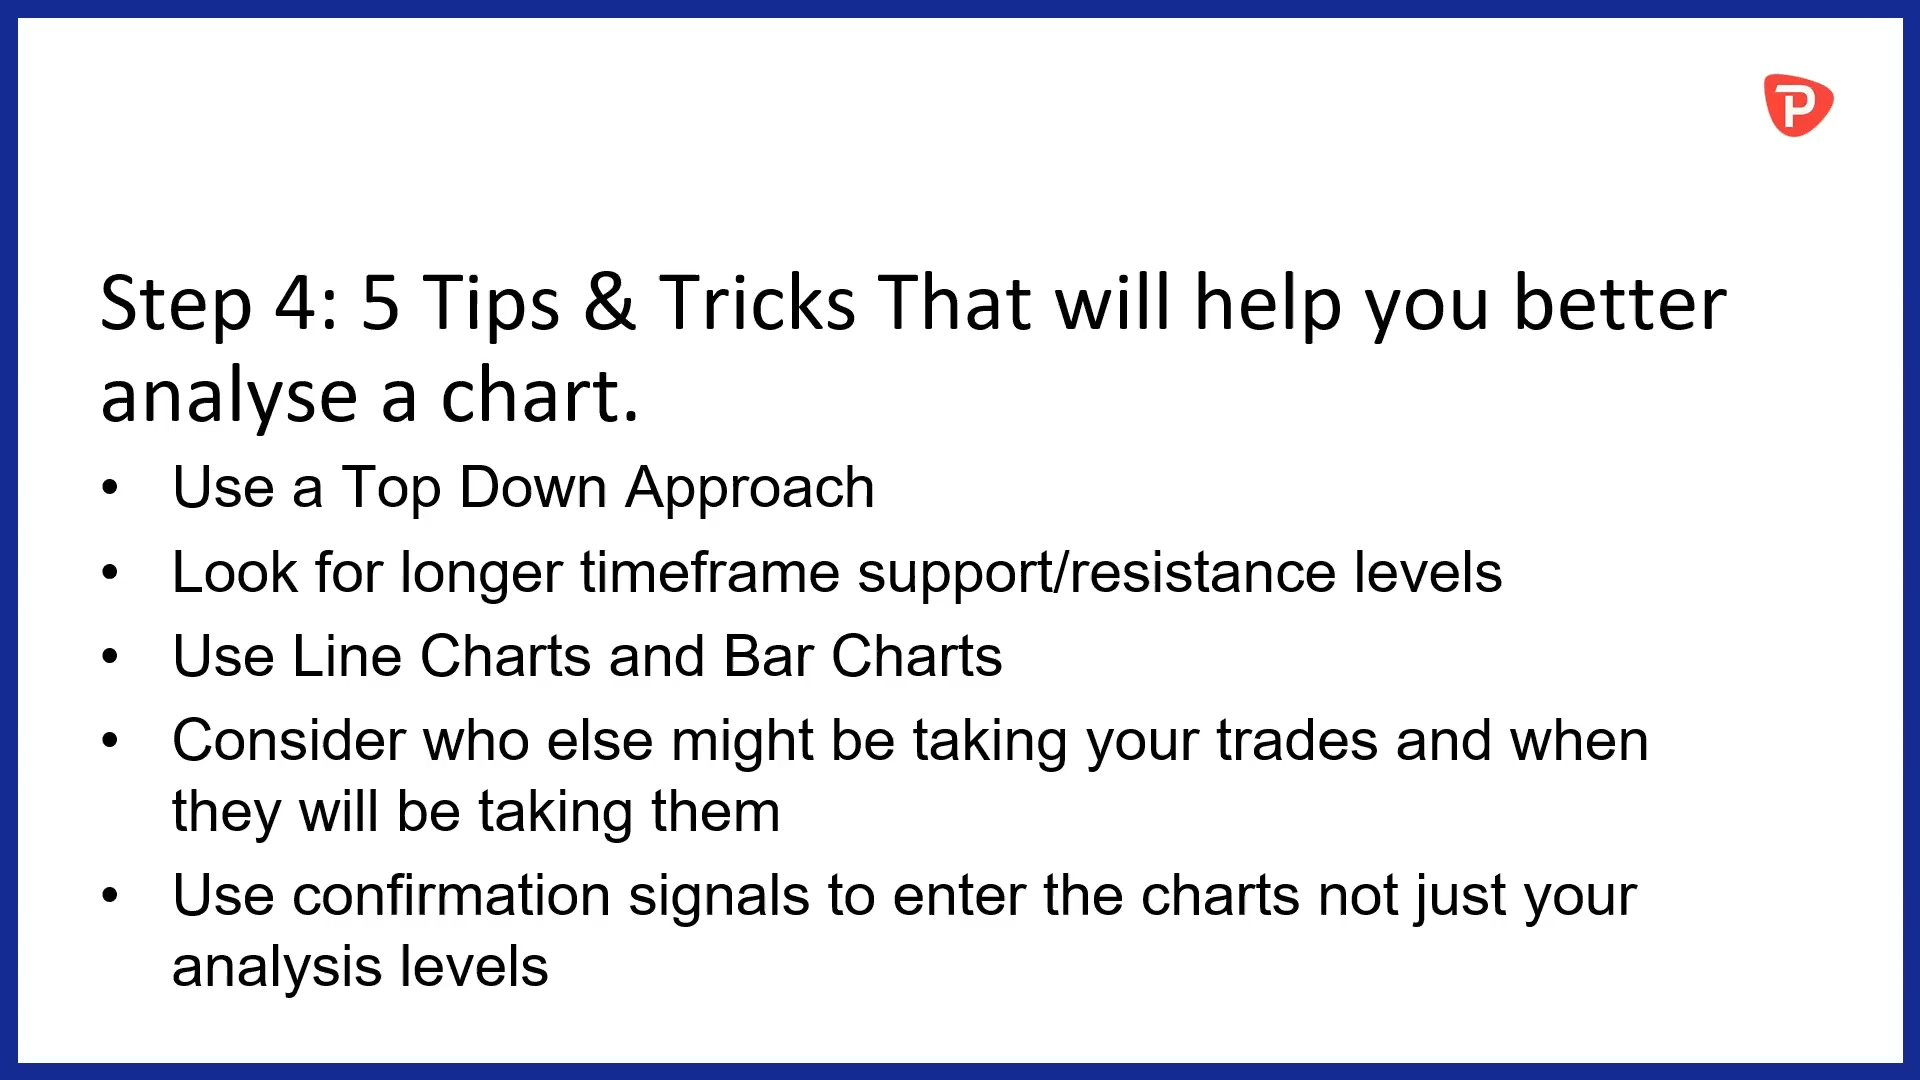 P
Step 4: 5 Tips & Tricks That will help you better
analyse a chart.
• Use a Top Down Approach
• Look for longer timeframe support/resistance levels
• Use Line Charts and Bar Charts
• Consider who else might be taking your trades and when
they will be taking them
• Use confirmation signals to enter the charts not just your
analysis levels